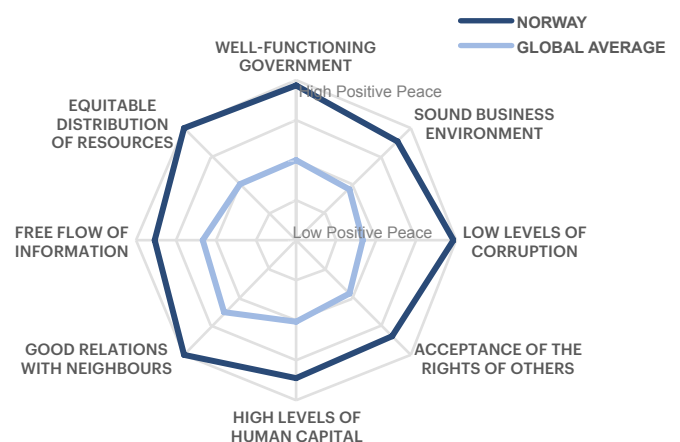 NORWAY
GLOBAL AVERAGE
WELL-FUNCTIONING
GOVERNMENT
High Positive Peace
EQUITABLE
DISTRIBUTION
OF RESOURCES
SOUND BUSINESS
ENVIRONMENT
FREE FLOW OF
INFORMATION
Low Positive Peace
LOW LEVELS OF
CORRUPTION
GOOD RELATIONS
WITH NEIGHBOURS
ACCEPTANCE OF THE
RIGHTS OF OTHERS
HIGH LEVELS OF
HUMAN CAPITAL